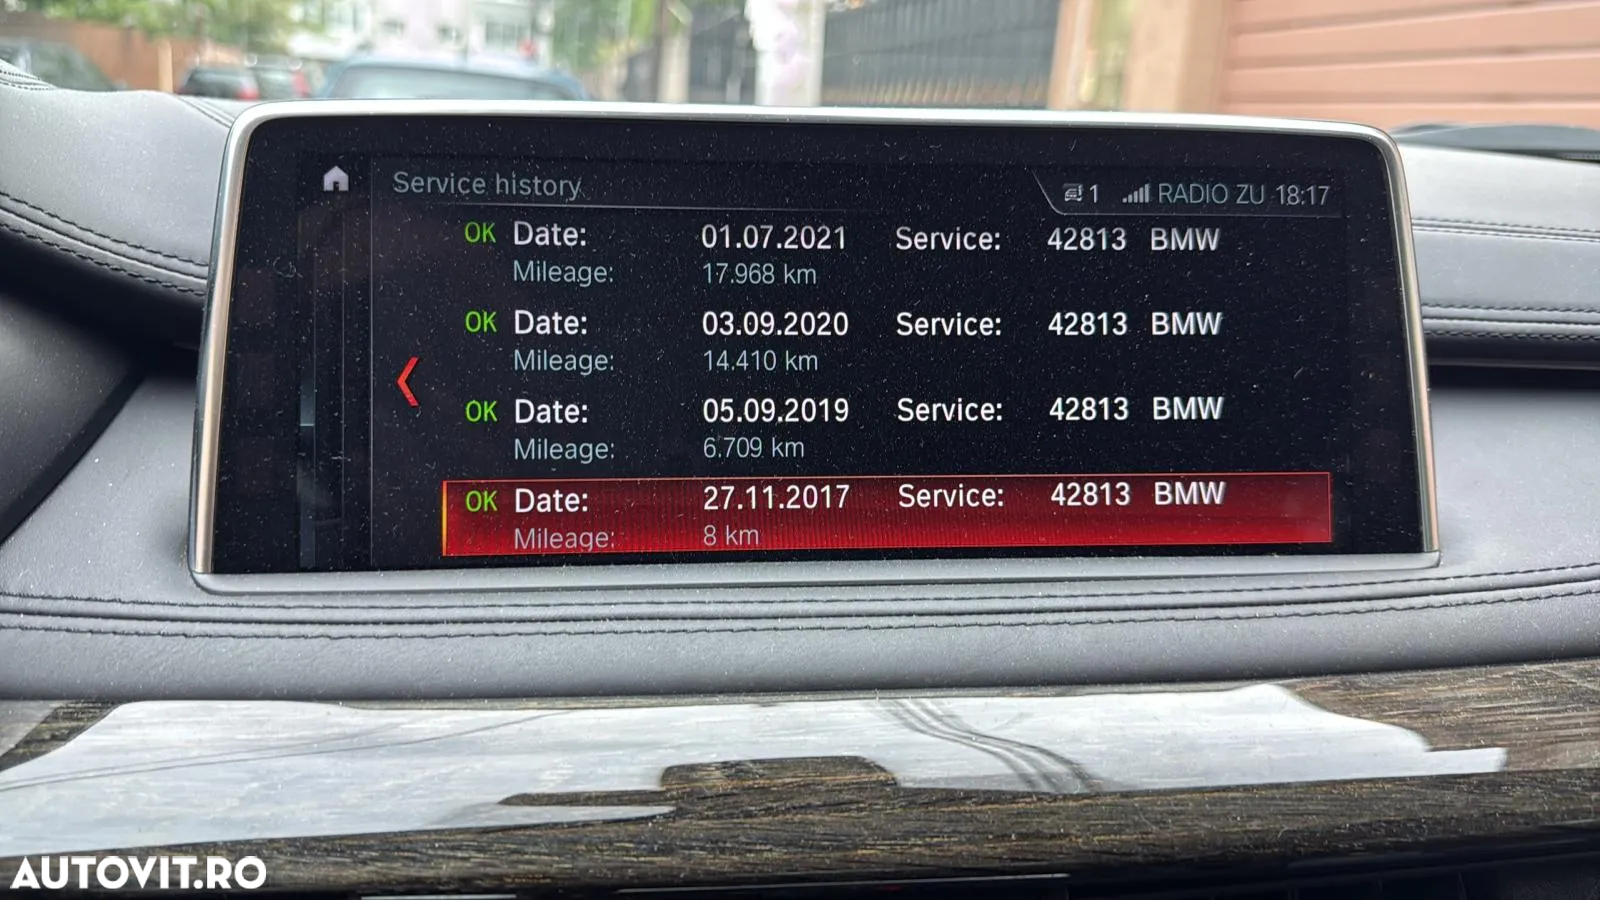 Service history
1 RADIO ZU 18:17
OK Date: 01.07.2021 Service: 42813 BMW
Mileage: 17.968 km
OK Date: 03.09.2020 Service: 42813 BMW
Mileage: 14.410 km
OK Date: 05.09.2019 Service: 42813 BMW
Mileage: 6.709 km
OK Date: 27.11.2017 Service: 42813 BMW
Mileage: 8 km
AUTOVIT.RO